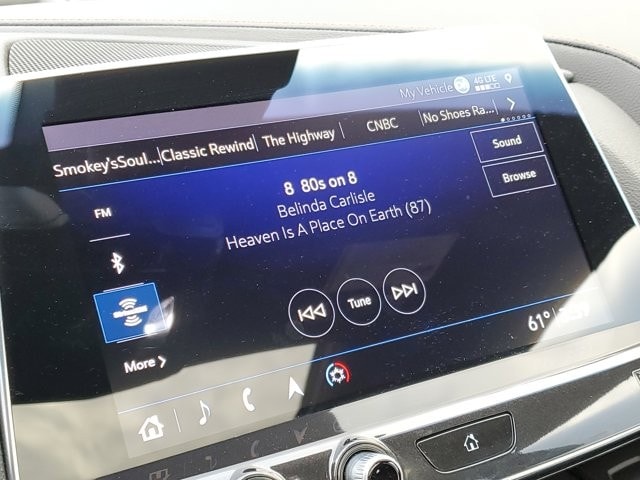 My Vehicle 4G LTE
Smokey'sSoul... Classic Rewind The Highway CNBC No Shoes Ra...
Sound
Browse
FM
8 80s on 8
Belinda Carlisle
Heaven Is A Place On Earth (87)
Tune
More
61°